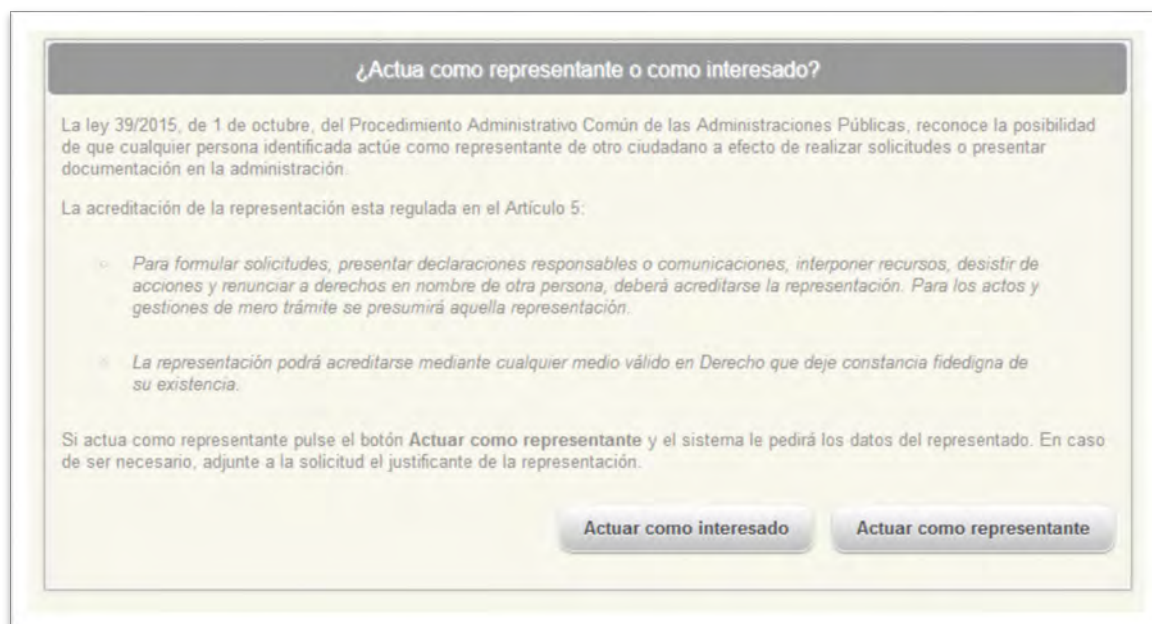 ¿Actua como representante o como interesado?
La ley 39/2015, de 1 de octubre, del Procedimiento Administrativo Común de las Administraciones Públicas, reconoce la posibilidad
de que cualquier persona identificada actúe como representante de otro ciudadano a efecto de realizar solicitudes o presentar
documentación en la administración.
La acreditación de la representación esta regulada en el Artículo 5:
Para formular solicitudes, presentar declaraciones responsables o comunicaciones, interponer recursos, desistir de
acciones y renunciar a derechos en nombre de otra persona, deberá acreditarse la representación. Para los actos y
gestiones de mero trámite se presumirá aquella representación.
La representación podrá acreditarse mediante cualquier medio válido en Derecho que deje constancia fidedigna de
su existencia.
Si actua como representante pulse el botón Actuar como representante y el sistema le pedirá los datos del representado. En caso
de ser necesario, adjunte a la solicitud el justificante de la representación.
Actuar como interesado Actuar como representante